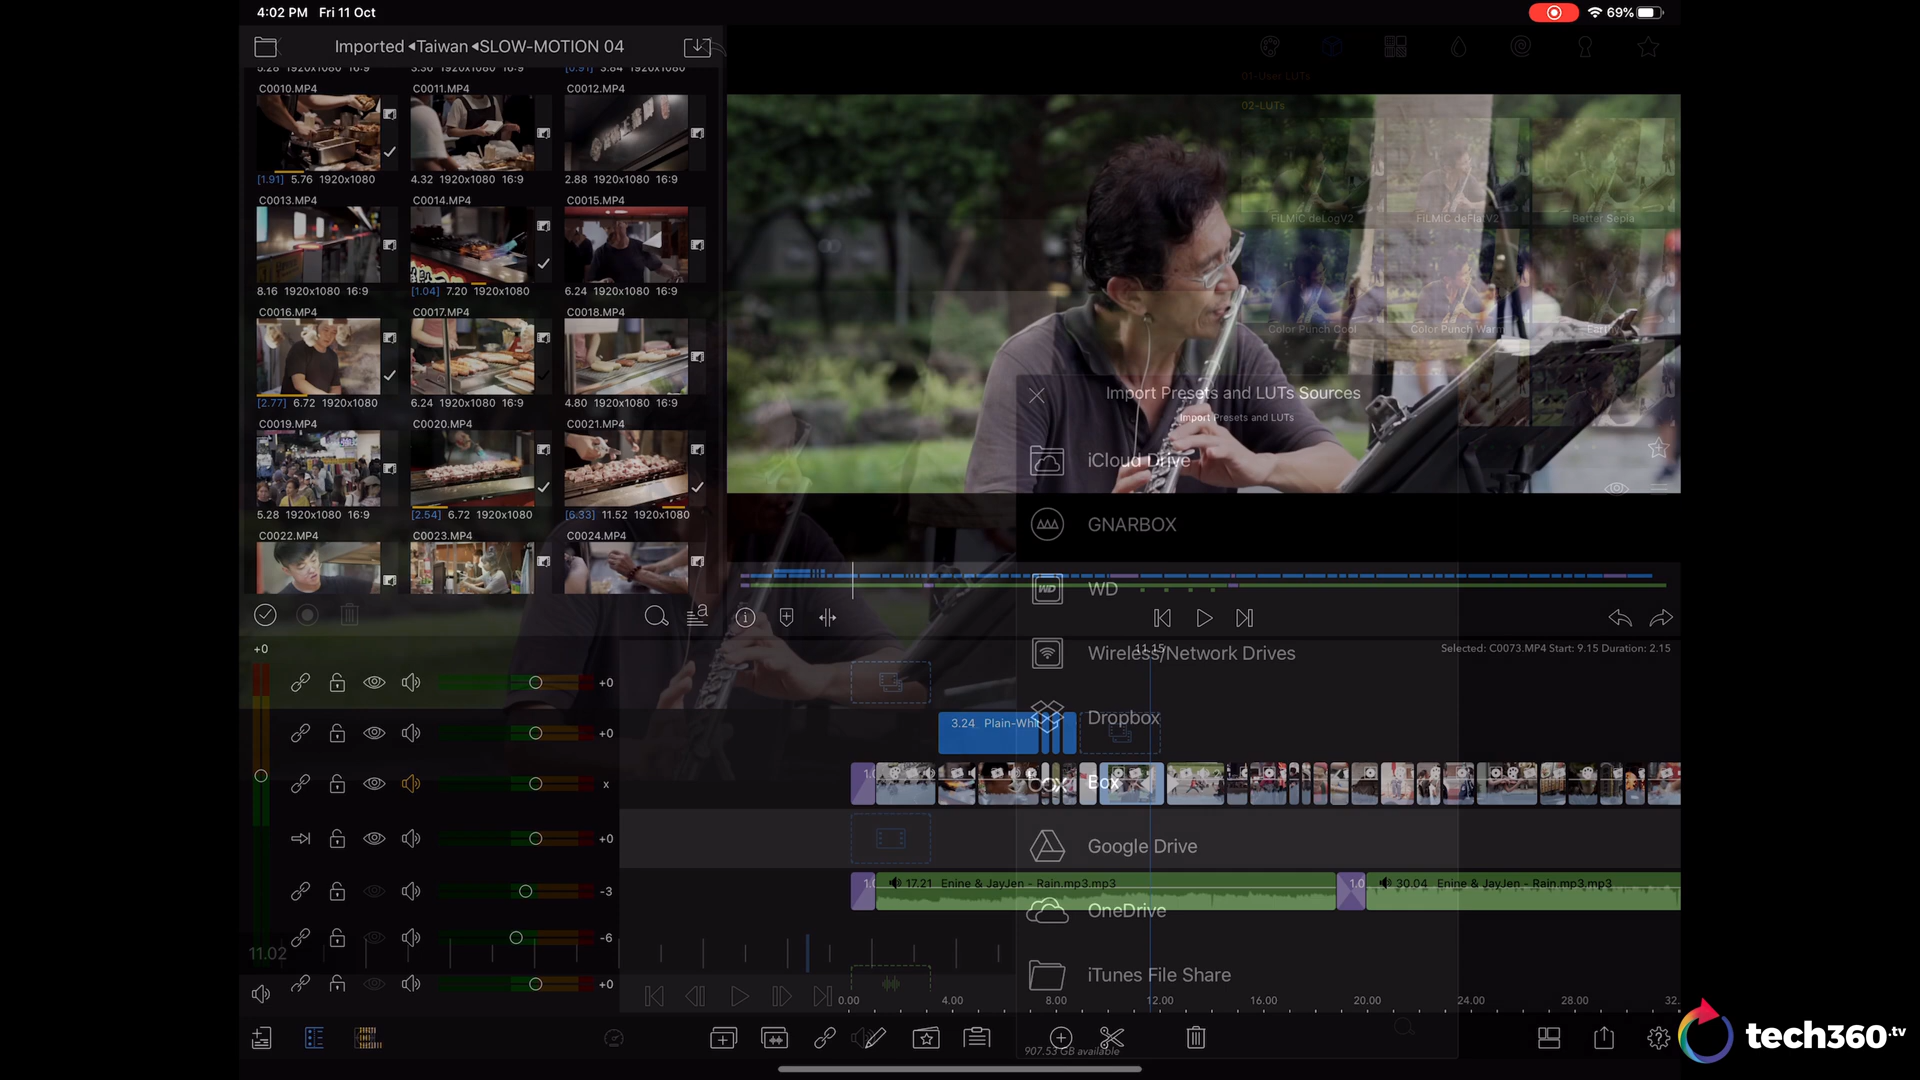 4:02 PM Fri 11 Oct
69%
Imported Taiwan SLOW-MOTION 04
01-User LUTs
02-LUTs
5.28 1920x1080 16:9
3.36 1920x1080 16:9
[0.91] 3.84 1920x1080
C0010.MP4
C0011.MP4
C0012.MP4
[1.91] 5.76 1920x1080
4.32 1920x1080 16:9
2.88 1920x1080 16:9
C0013.MP4
C0014.MP4
C0015.MP4
8.16 1920x1080 16:9
[1.04] 7.20 1920x1080
6.24 1920x1080 16:9
C0016.MP4
C0017.MP4
C0018.MP4
[2.77] 6.72 1920x1080
6.24 1920x1080 16:9
4.80 1920x1080 16:9
C0019.MP4
C0020.MP4
C0021.MP4
5.28 1920x1080 16:9
[2.54] 6.72 1920x1080
[6.33] 11.52 1920x1080
C0022.MP4
C0023.MP4
C0024.MP4
FiLMiC deLogV2
FiLMiC deFlatV2
Better Sepia
Color Punch Cool
Color Punch Warm
Earthy
Import Presets and LUTs Sources
Import Presets and LUTs
iCloud Drive
GNARBOX
WD
WD
Wireless/Network Drives
Dropbox
box
Box
Google Drive
OneDrive
iTunes File Share
907.53 GB available
11.15
Selected: C0073.MP4 Start: 9.15 Duration: 2.15
+0
+0
+0
x
+0
-3
-6
+0
11.02
3.24 Plain-Whi
1.0
1.0
17.21 Enine & JayJen - Rain.mp3.mp3
1.0
30.04 Enine & JayJen - Rain.mp3.mp3
0.00
4.00
8.00
12.00
16.00
20.00
24.00
28.00
32.
tech360.tv